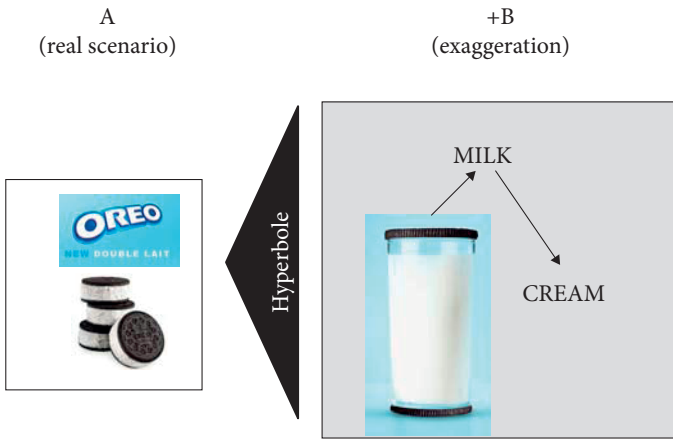 A
(real scenario)
+B
(exaggeration)
OREO
NEW DOUBLE LAIT
Hyperbole
MILK
CREAM